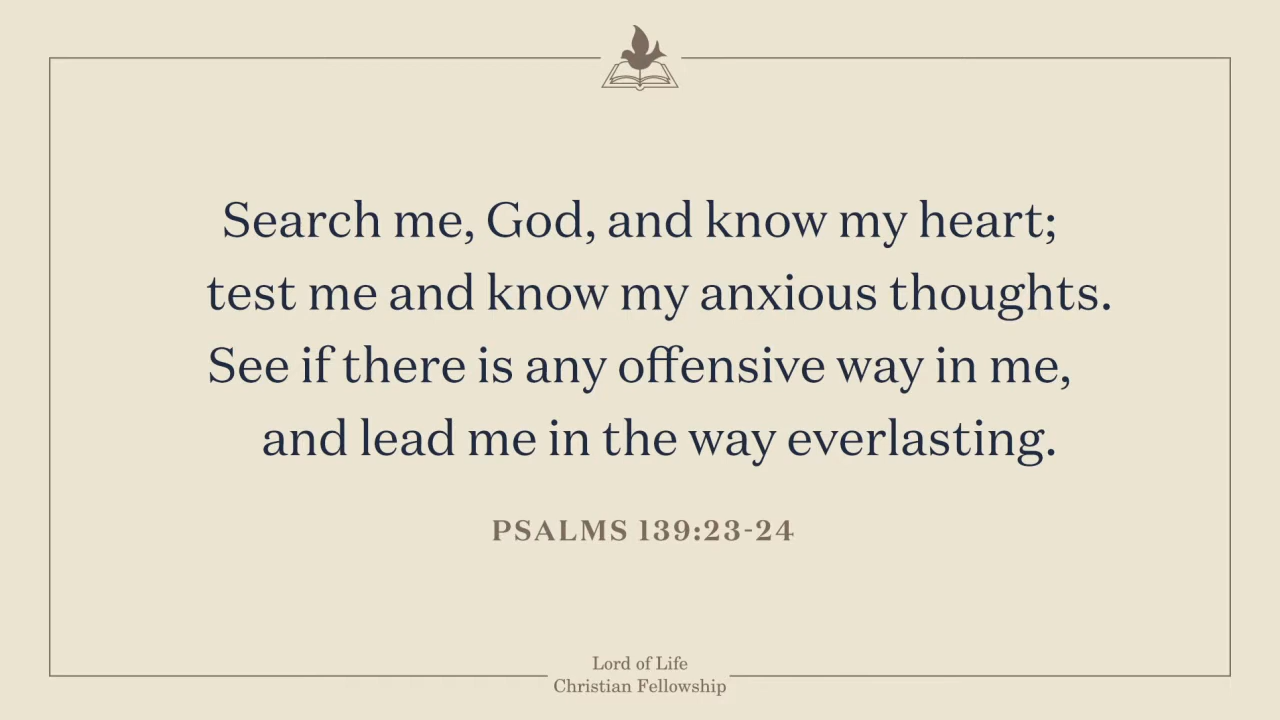 Search me, God, and know my heart;
test me and know my anxious thoughts.
See if there is any offensive way in me,
and lead me in the way everlasting.
PSALMS 139:23-24
Lord of Life
Christian Fellowship